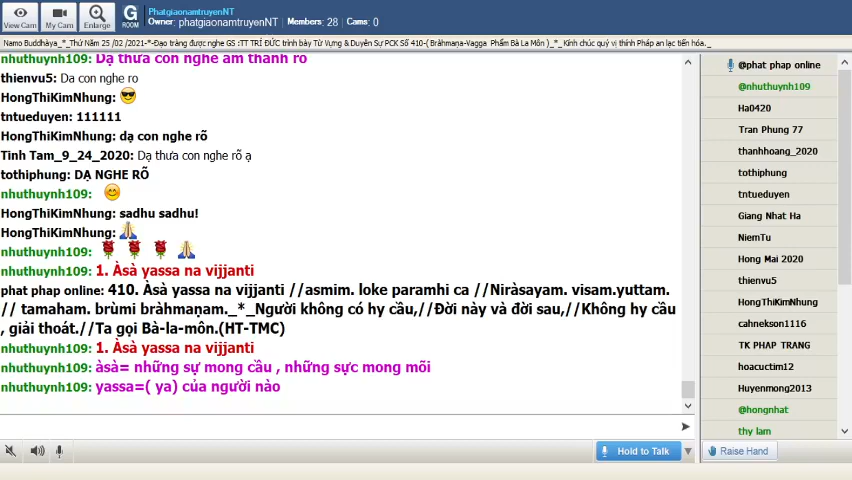 View Cam
My Cam
Enlarge
G
ROOM
PhatgiaonamtruyenNT
Owner: phatgiaonamtruyenNT Members: 28 Cams: 0
Namo Buddhàya_*_Thứ Năm 25 /02 /2021-*-Đạo tràng được nghe GS :TT TRÍ ĐỨC trình bày Từ Vựng & Duyên Sự PCK Số 410-( Bràhmaṇa-Vagga Phẩm Bà La Môn )_*_ Kính chúc quý vị thính Pháp an lạc tiến hóa._
nhuthuynh109: Dạ thưa con nghe âm thanh rõ
thienvu5: Da con nghe ro
HongThiKimNhung:
tntueduyen: 111111
HongThiKimNhung: dạ con nghe rõ
Tinh Tam_9_24_2020: Dạ thưa con nghe rõ ạ
tothiphung: DẠ NGHE RÕ
nhuthuynh109:
HongThiKimNhung: sadhu sadhu!
HongThiKimNhung:
nhuthuynh109:
nhuthuynh109: 1. Àsà yassa na vijjanti
phat phap online: 410. Àsà yassa na vijjanti //asmim. loke paramhi ca //Niràsayam. visam.yuttam.
// tamaham. brùmi bràhmaṇam._*_Người không có hy cầu,//Đời này và đời sau,//Không hy cầu
, giải thoát.//Ta gọi Bà-la-môn.(HT-TMC)
nhuthuynh109: 1. Àsà yassa na vijjanti
nhuthuynh109: àsà= những sự mong cầu , những sực mong mõi
nhuthuynh109: yassa=( ya) của người nào
Hold to Talk
@phat phap online
@nhuthuynh109
Ha0420
Tran Phung 77
thanhhoang_2020
tothiphung
tntueduyen
Giang Nhat Ha
NiemTu
Hong Mai 2020
thienvu5
HongThiKimNhung
cahnekson1116
TK PHAP TRANG
hoacuctim12
Huyenmong2013
@hongnhat
thy lam
Raise Hand